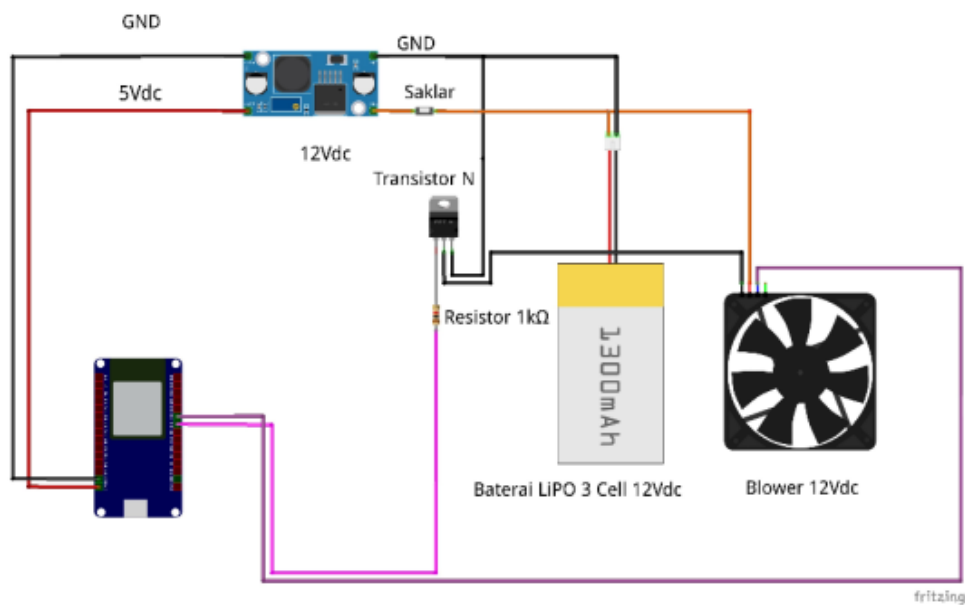 GND
GND
5Vdc
Saklar
12Vdc
Transistor N
Resistor 1kΩ
1300mAh
Baterai LiPO 3 Cell 12Vdc
Blower 12Vdc
fritzing